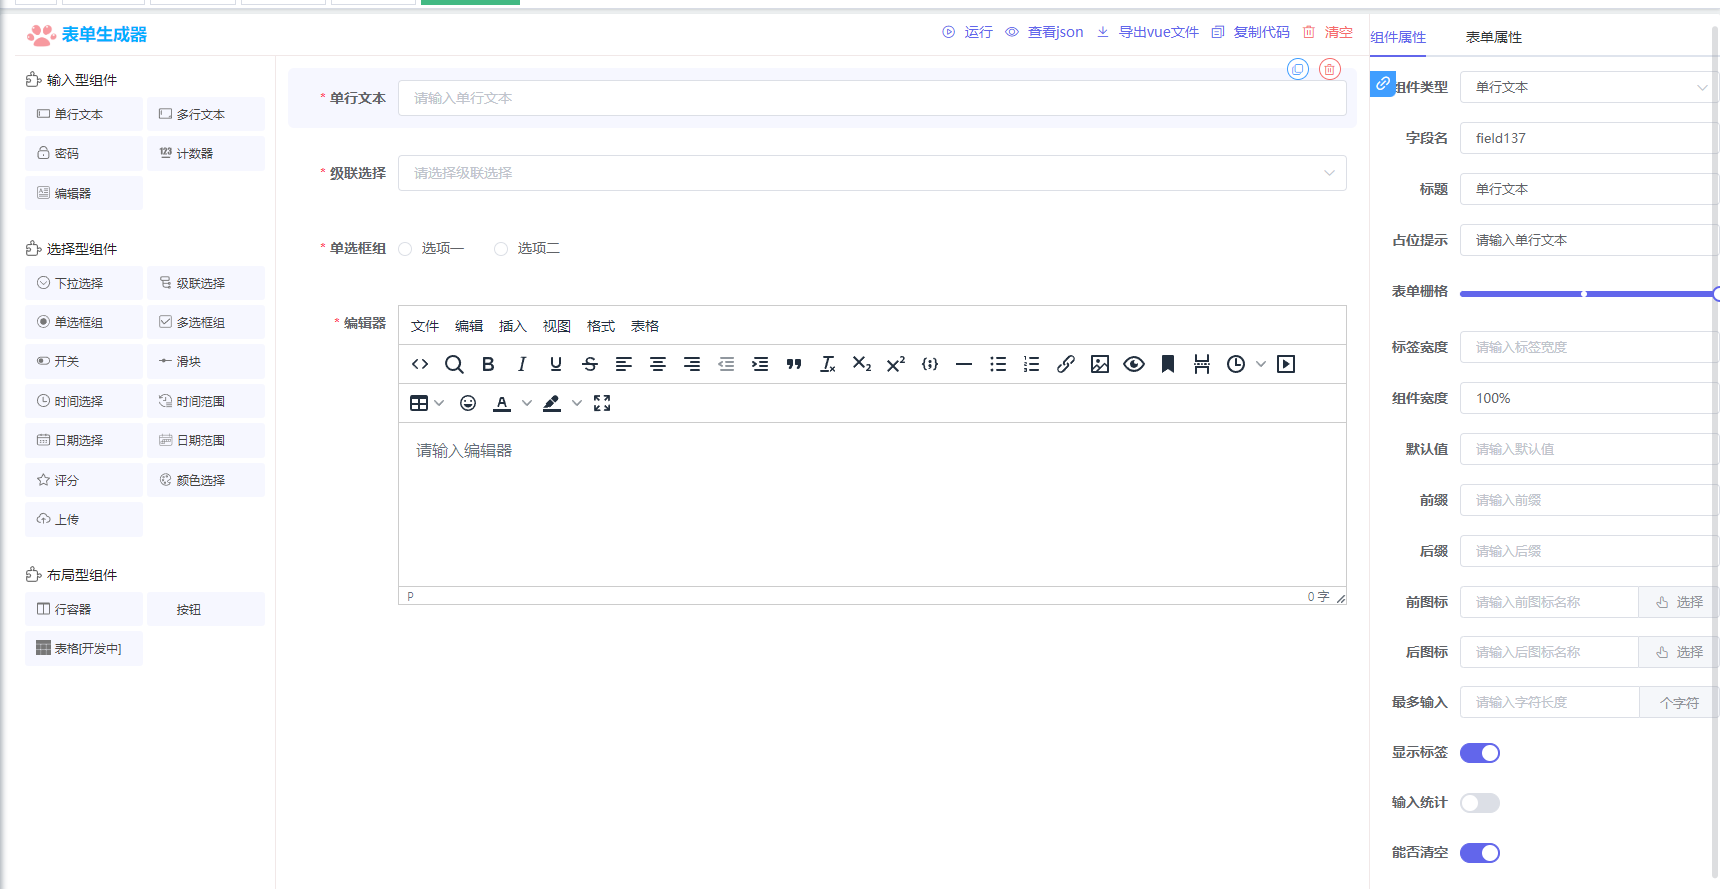 表单生成器
运行 查看json 导出vue文件 复制代码 清空
输入型组件
单行文本 多行文本
密码 计数器
编辑器
选择型组件
下拉选择 级联选择
单选框组 多选框组
开关 滑块
时间选择 时间范围
日期选择 日期范围
评分 颜色选择
上传
布局型组件
行容器 按钮
表格[开发中]
* 单行文本 请输入单行文本
* 级联选择 请选择级联选择
* 单选框组 选项一 选项二
* 编辑器
文件 编辑 插入 视图 格式 表格
请输入编辑器
P 0 字
组件属性 表单属性
组件类型 单行文本
字段名 field137
标题 单行文本
占位提示 请输入单行文本
表单栅格
标签宽度 请输入标签宽度
组件宽度 100%
默认值 请输入默认值
前缀 请输入前缀
后缀 请输入后缀
前图标 请输入前图标名称 选择
后图标 请输入后图标名称 选择
最多输入 请输入字符长度 个字符
显示标签
输入统计
能否清空